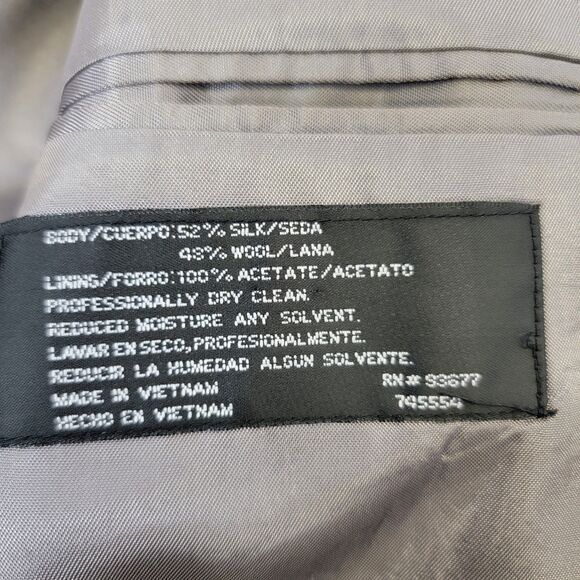 BODY/CUERPO:52% SILK/SEDA
48% WOOL/LANA
LINING/FORRO:100% ACETATE/ACETATO
PROFESSIONALLY DRY CLEAN.
REDUCED MOISTURE ANY SOLVENT.
LAVAR EN SECO, PROFESIONALMENTE.
REDUCIR LA HUMEDAD ALGUN SOLVENTE.
MADE IN VIETNAM RN# 93677
HECHO EN VIETNAM 745554